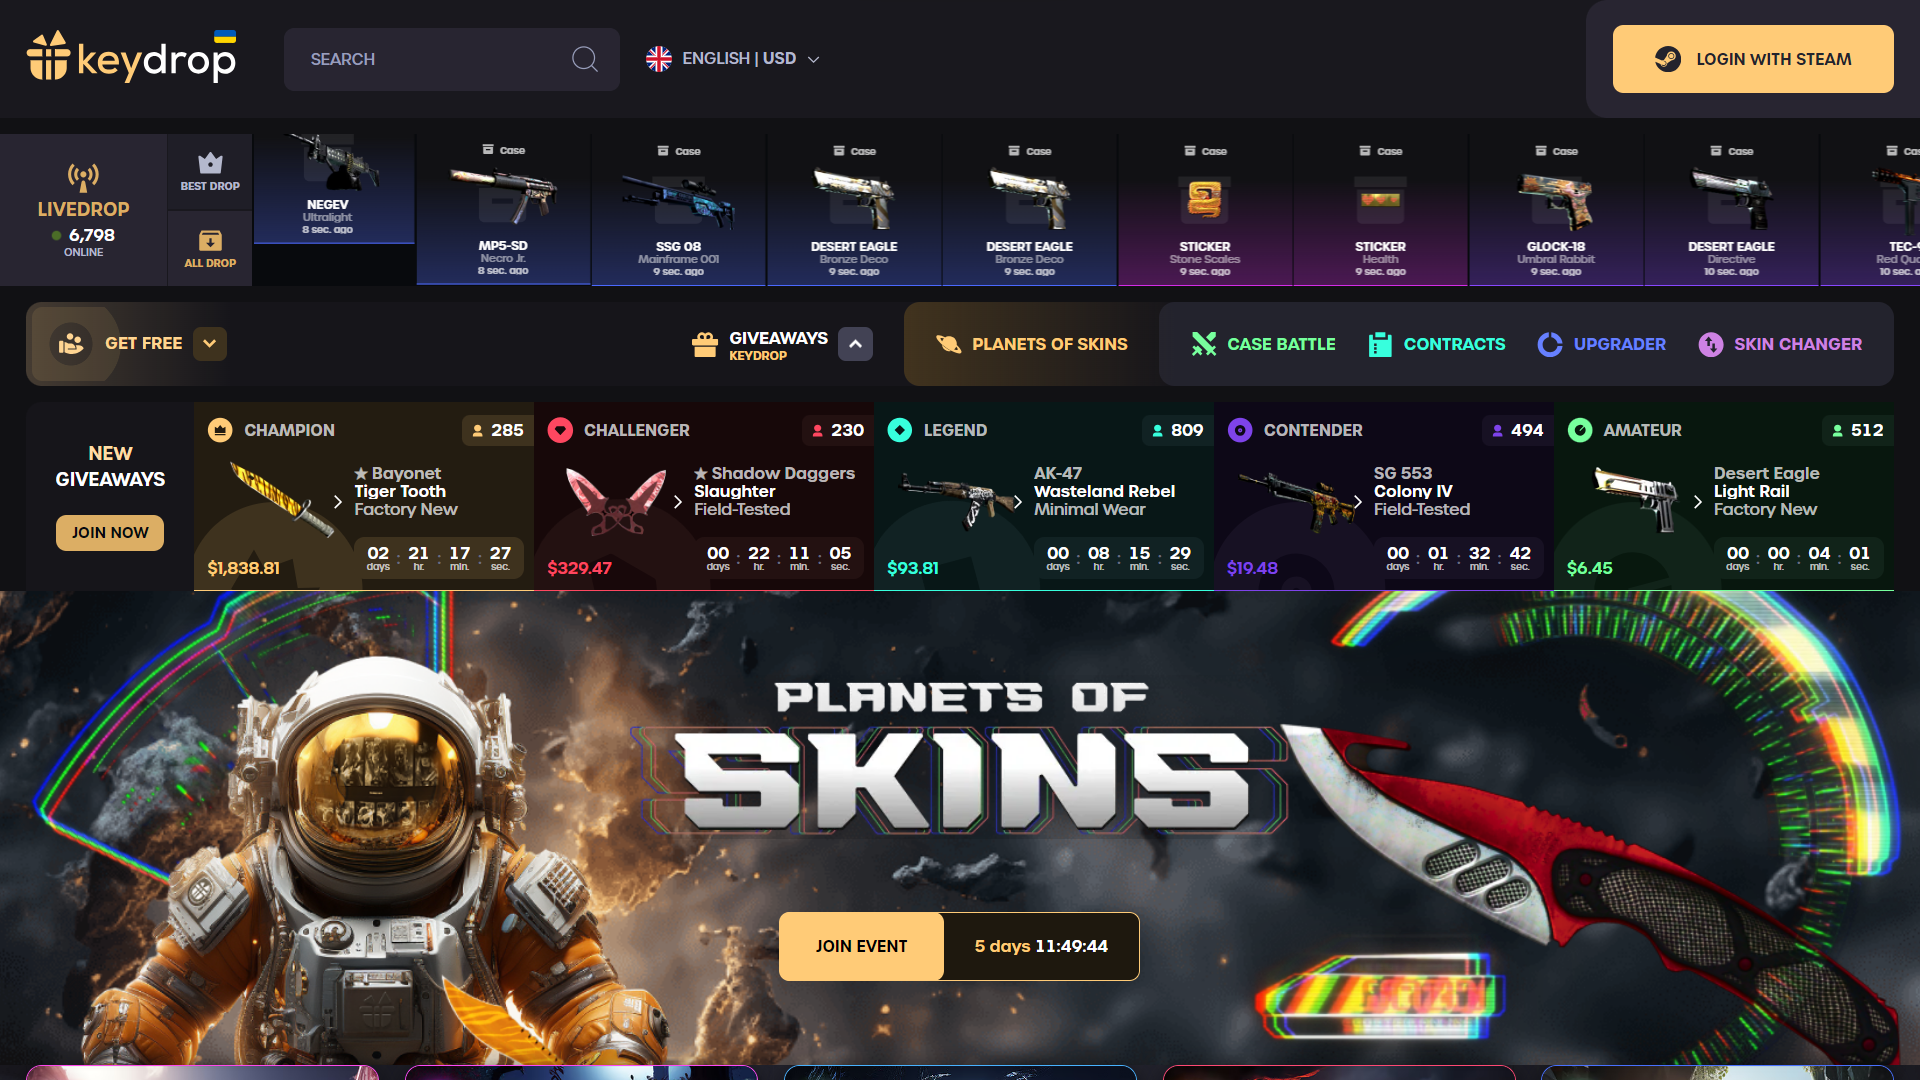 keydrop
SEARCH
ENGLISH | USD
LOGIN WITH STEAM
LIVEDROP
6,798
ONLINE
BEST DROP
ALL DROP
NEGEV
Ultralight
8 sec. ago
Case
MP5-SD
Necro Jr.
8 sec. ago
Case
SSG 08
Mainframe 001
9 sec. ago
Case
DESERT EAGLE
Bronze Deco
9 sec. ago
Case
DESERT EAGLE
Bronze Deco
9 sec. ago
Case
STICKER
Stone Scales
9 sec. ago
Case
STICKER
Health
9 sec. ago
Case
GLOCK-18
Umbral Rabbit
9 sec. ago
Case
DESERT EAGLE
Directive
10 sec. ago
TEC-
Red Qu
10 sec. a
GET FREE
GIVEAWAYS
KEYDROP
PLANETS OF SKINS
CASE BATTLE
CONTRACTS
UPGRADER
SKIN CHANGER
NEW
GIVEAWAYS
JOIN NOW
CHAMPION
285
★ Bayonet
Tiger Tooth
Factory New
$1,838.81
02 : 21 : 17 : 27
days hr. min. sec.
CHALLENGER
230
★ Shadow Daggers
Slaughter
Field-Tested
$329.47
00 : 22 : 11 : 05
days hr. min. sec.
LEGEND
809
AK-47
Wasteland Rebel
Minimal Wear
$93.81
00 : 08 : 15 : 29
days hr. min. sec.
CONTENDER
494
SG 553
Colony IV
Field-Tested
$19.48
00 : 01 : 32 : 42
days hr. min. sec.
AMATEUR
512
Desert Eagle
Light Rail
Factory New
$6.45
00 : 00 : 04 : 01
days hr. min. sec.
PLANETS OF
SKINS
JOIN EVENT
5 days 11:49:44